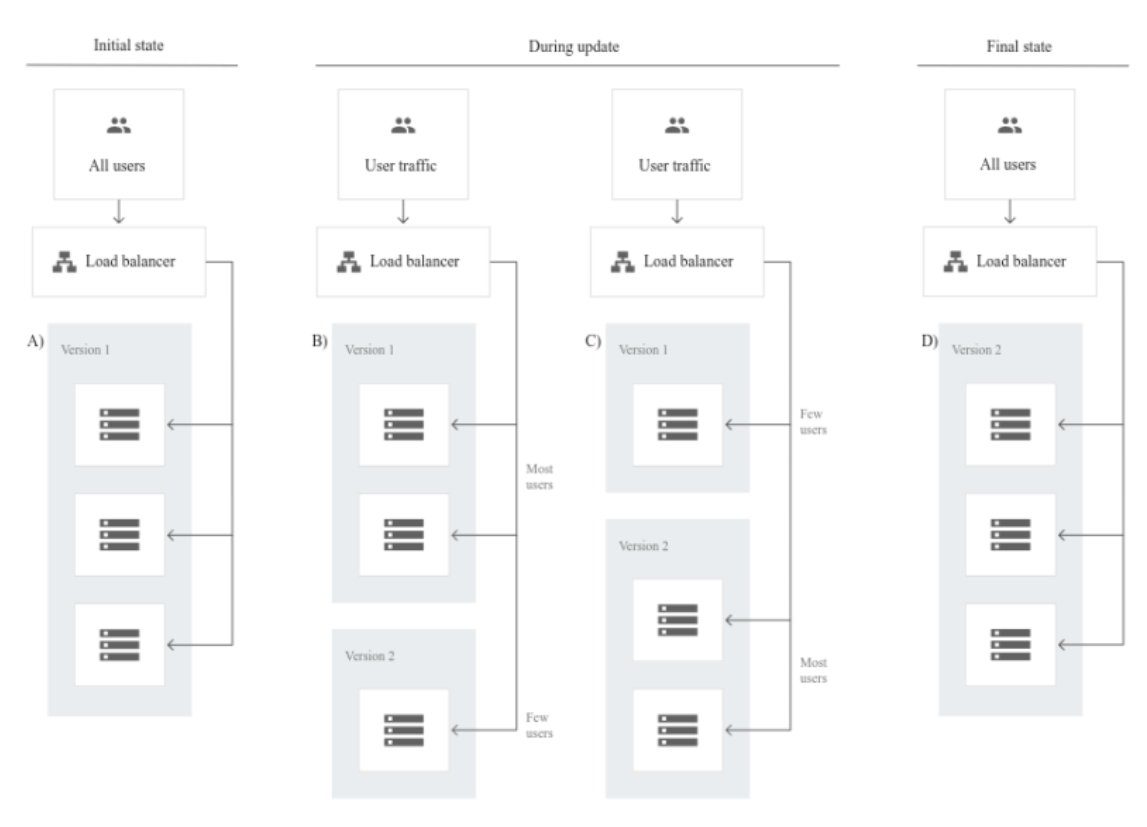 Initial state
During update
Final state
All users
User traffic
User traffic
All users
Load balancer
Load balancer
Load balancer
Load balancer
A)
Version 1
B)
Version 1
Most
users
Version 2
Few
users
C)
Version 1
Few
users
Version 2
Most
users
D)
Version 2